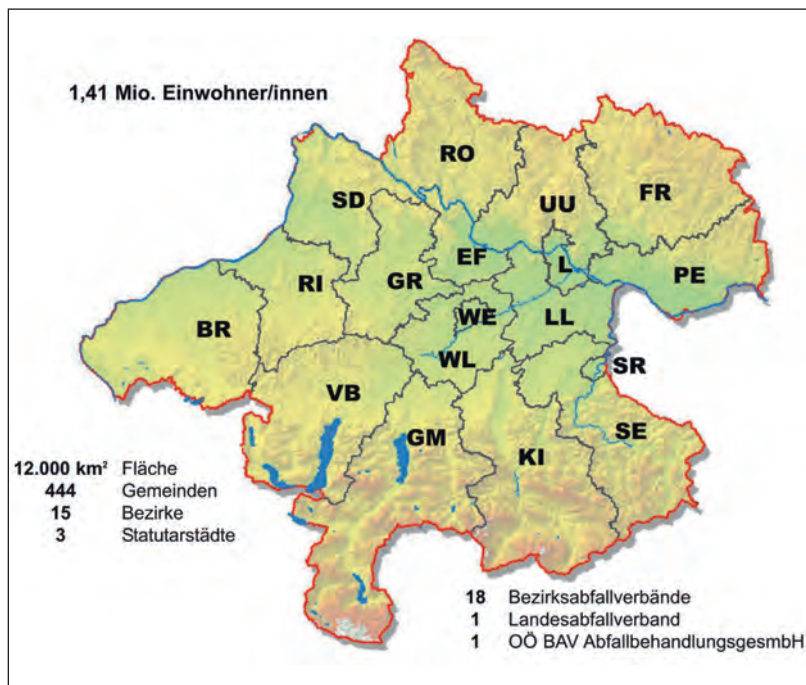 1,41 Mio. Einwohner/innen
RO
FR
SD
UU
EF
L
PE
RI
GR
WE
LL
BR
WL
SR
VB
GM
SE
KI
12.000 km² Fläche
444 Gemeinden
15 Bezirke
3 Statutarstädte
18 Bezirksabfallverbände
1 Landesabfallverband
1 OÖ BAV AbfallbehandlungsgesmbH